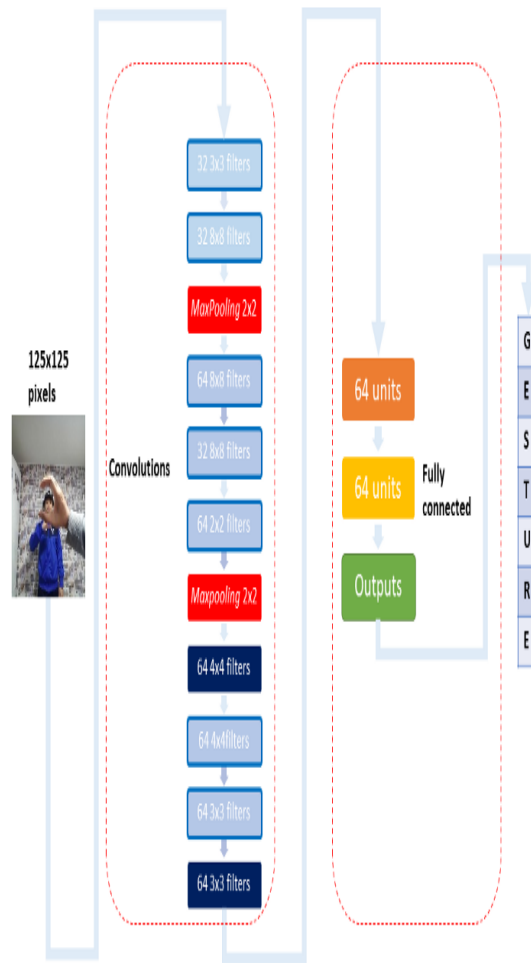 125x125
pixels
Convolutions
32 3x3 filters
32 8x8 filters
MaxPooling 2x2
64 8x8 filters
32 8x8 filters
64 2x2 filters
Maxpooling 2x2
64 4x4 filters
64 4x4filters
64 3x3 filters
64 3x3 filters
64 units
64 units
Outputs
Fully
connected
G
E
S
T
U
R
E